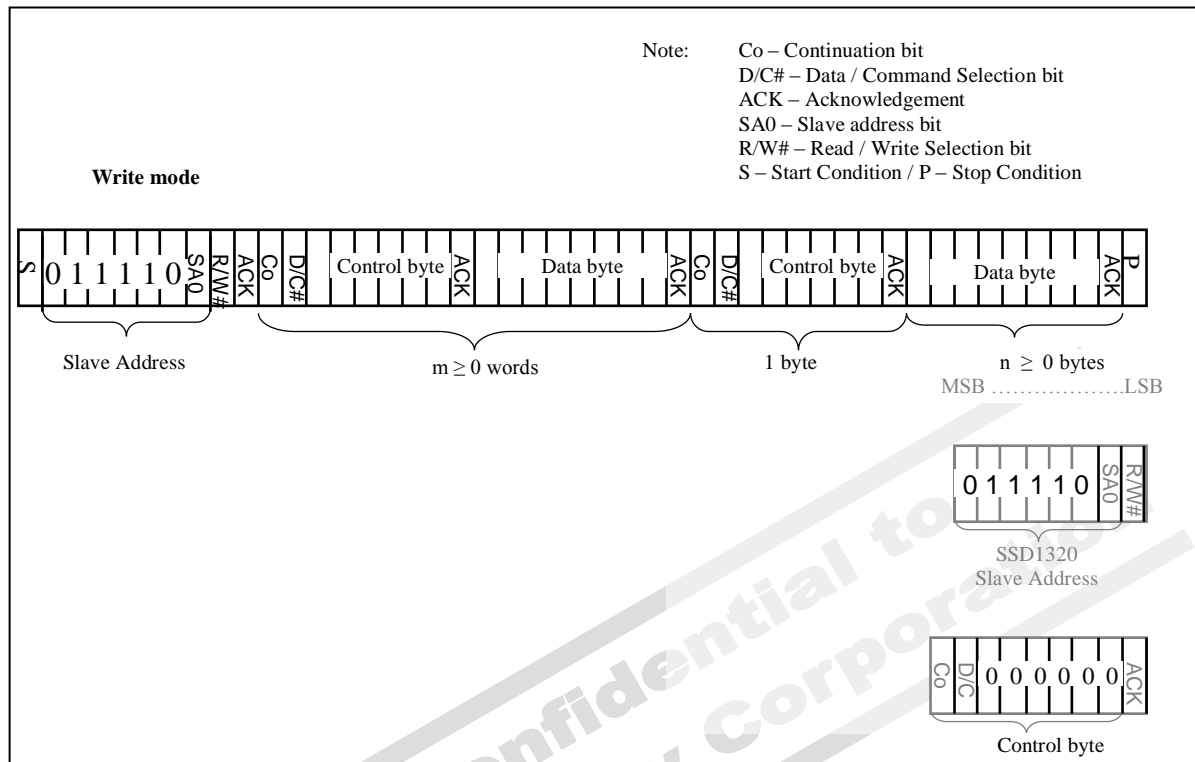 Note: Co – Continuation bit
D/C# – Data / Command Selection bit
ACK – Acknowledgement
SA0 – Slave address bit
R/W# – Read / Write Selection bit
S – Start Condition / P – Stop Condition
Write mode
S 0 1 1 1 1 0 SA0 R/W# ACK Co D/C# Control byte ACK Data byte ACK Co D/C# Control byte ACK Data byte ACK P
Slave Address m ≥ 0 words 1 byte n ≥ 0 bytes
MSB ……………….LSB
0 1 1 1 1 0 SA0 R/W#
SSD1320
Slave Address
Co D/C 0 0 0 0 0 0 ACK
Control byte
onfidential to
Corporation